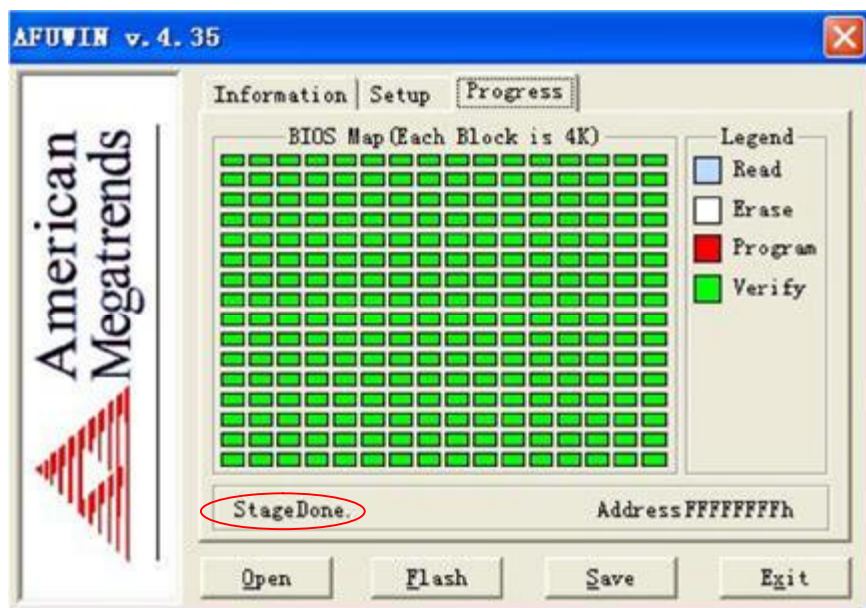 AFUWIN v.4.35
American
Megatrends
Information Setup Progress
BIOS Map(Each Block is 4K)
Legend
Read
Erase
Program
Verify
StageDone. Address FFFFFFFFh
Open Flash Save Exit